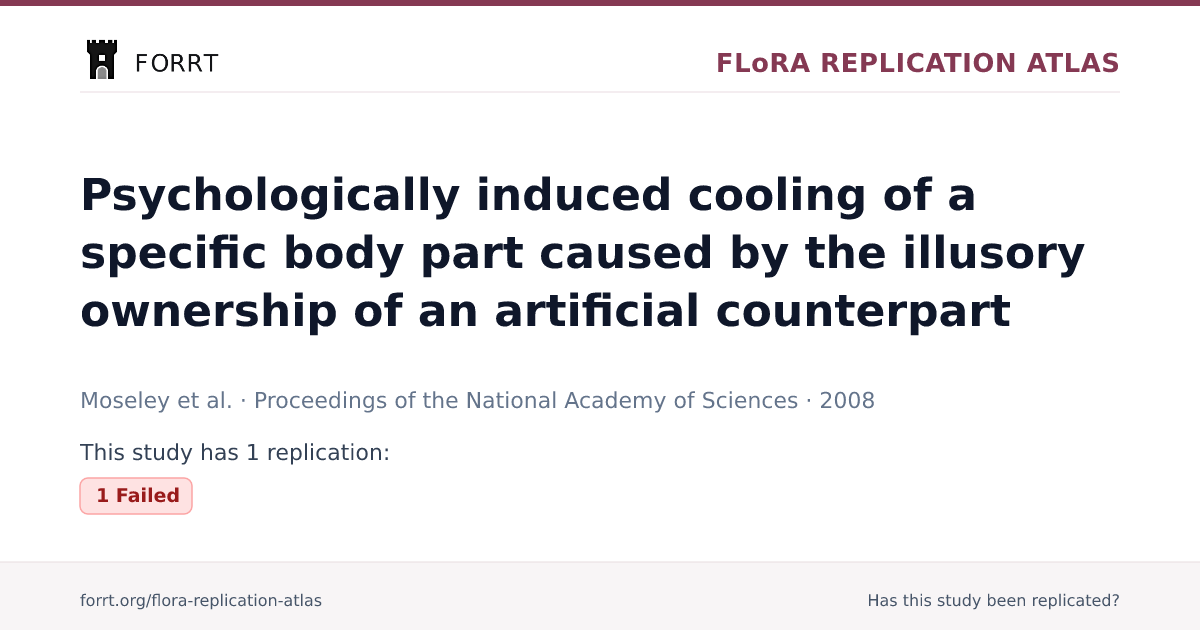 FORRT
FLoRA REPLICATION ATLAS
Psychologically induced cooling of a
specific body part caused by the illusory
ownership of an artificial counterpart
Moseley et al. · Proceedings of the National Academy of Sciences · 2008
This study has 1 replication:
1 Failed
forrt.org/flora-replication-atlas
Has this study been replicated?